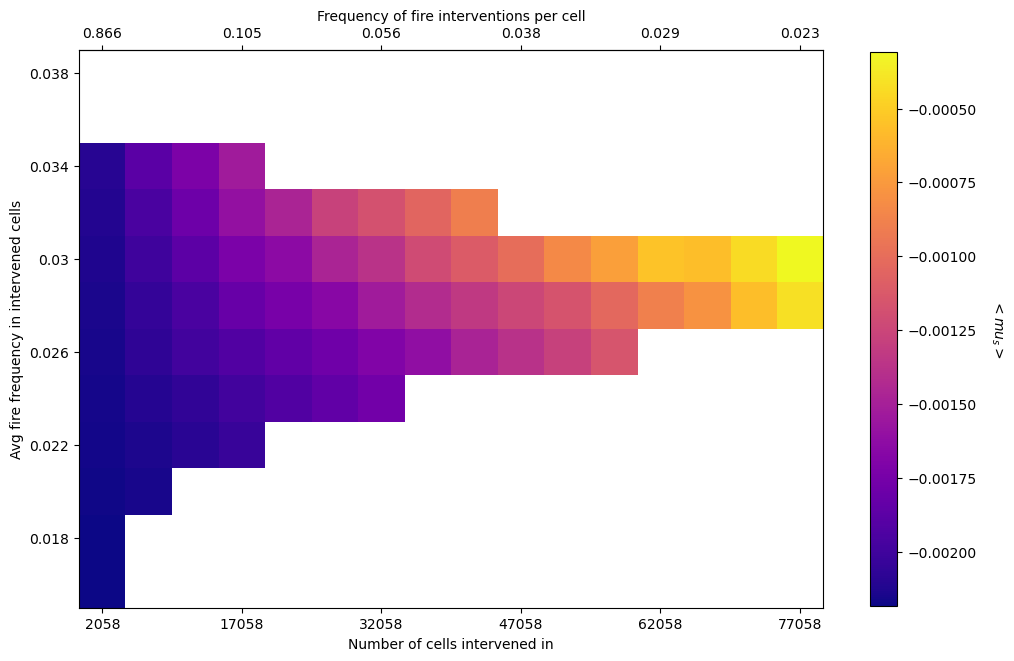 Frequency of fire interventions per cell
0.866 0.105 0.056 0.038 0.029 0.023
Avg fire frequency in intervened cells
0.038
0.034
0.03
0.026
0.022
0.018
2058 17058 32058 47058 62058 77058
Number of cells intervened in
−0.00050
−0.00075
−0.00100
−0.00125
−0.00150
−0.00175
−0.00200
< mu_s >